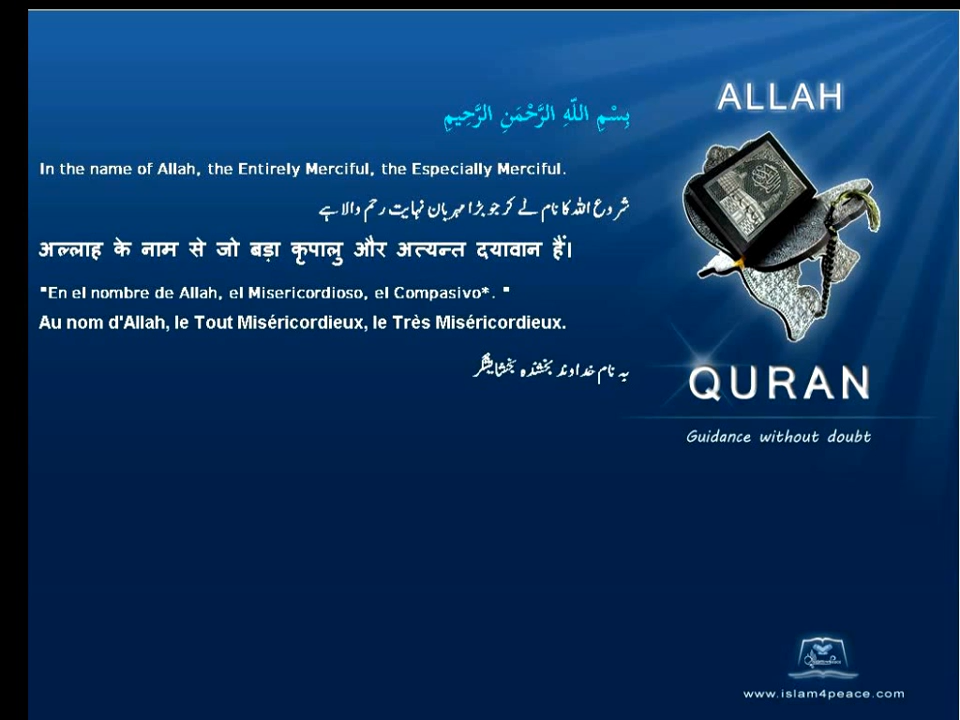 بِسْمِ اللّهِ الرَّحْمَنِ الرَّحِيمِ
In the name of Allah, the Entirely Merciful, the Especially Merciful.
شروع الله کا نام لے کر جو بڑا مہربان نہایت رحم والا ہے
अल्लाह के नाम से जो बड़ा कृपालु और अत्यन्त दयावान हैं।
"En el nombre de Allah, el Misericordioso, el Compasivo*. "
Au nom d'Allah, le Tout Miséricordieux, le Très Miséricordieux.
به نام خداوند بخشنده بخشایشگر
ALLAH
QURAN
Guidance without doubt
www.islam4peace.com